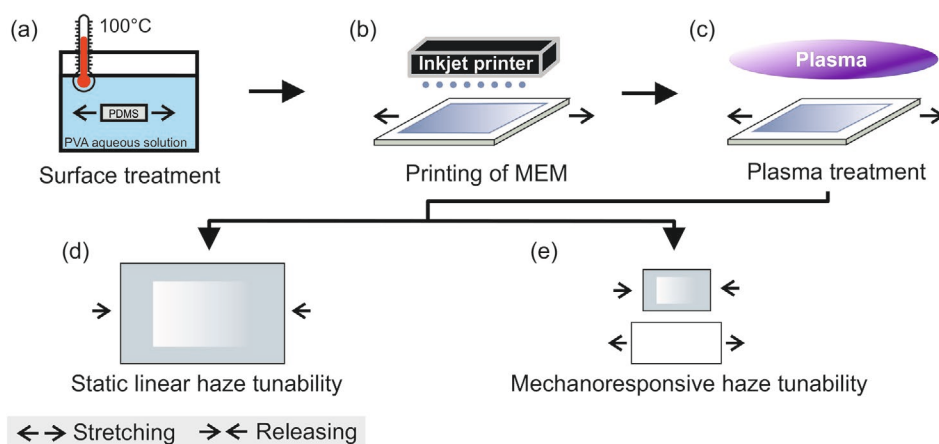 (a)
100°C
PDMS
PVA aqueous solution
Surface treatment
(b)
Inkjet printer
Printing of MEM
(c)
Plasma
Plasma treatment
(d)
Static linear haze tunability
(e)
Mechanoresponsive haze tunability
Stretching Releasing